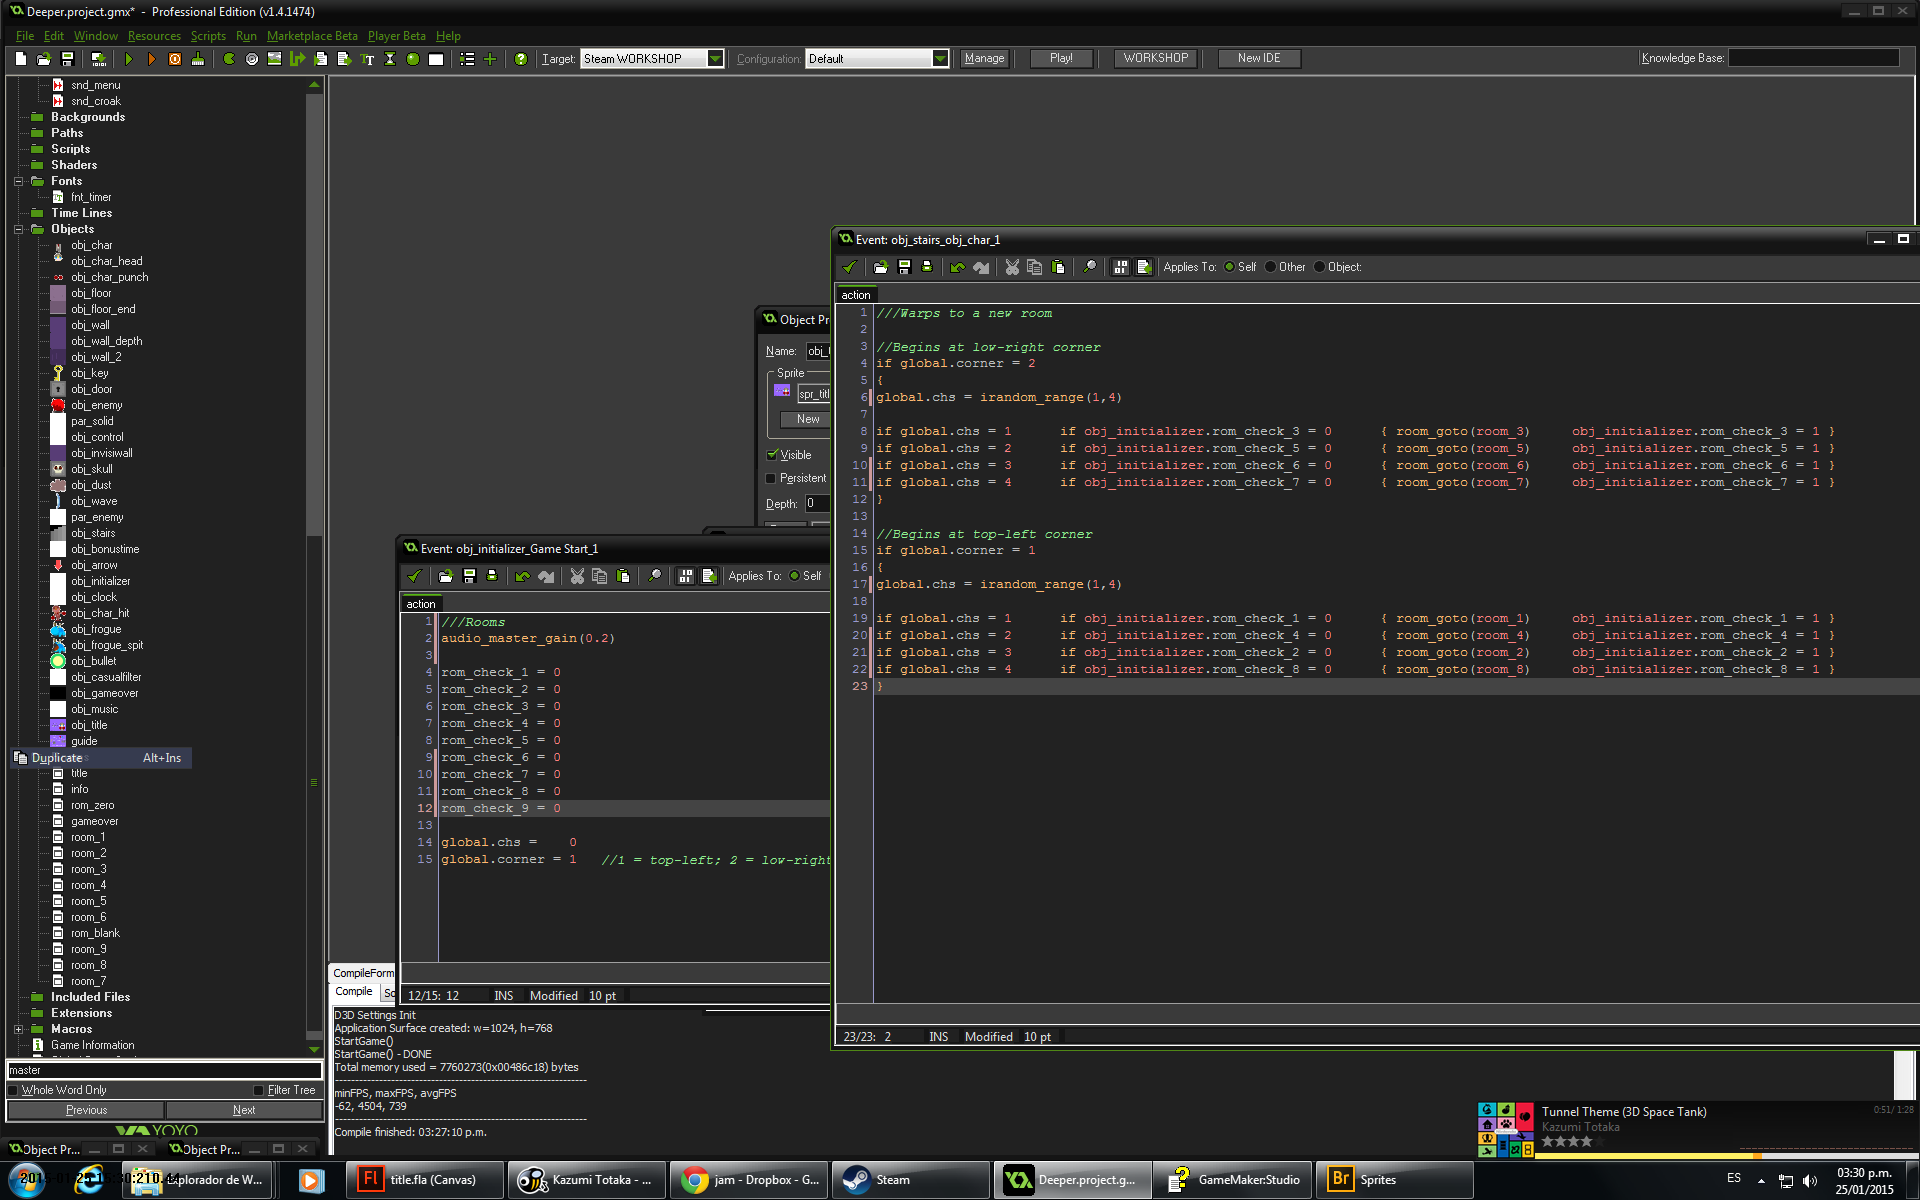 Deeper.project.gmx* - Professional Edition (v1.4.1474)
File Edit Window Resources Scripts Run Marketplace Beta Player Beta Help
Target: Steam WORKSHOP Configuration: Default Manage Play! WORKSHOP New IDE Knowledge Base:
snd_menu
snd_croak
Backgrounds
Paths
Scripts
Shaders
Fonts
fnt_timer
Time Lines
Objects
obj_char
obj_char_head
obj_char_punch
obj_floor
obj_floor_end
obj_wall
obj_wall_depth
obj_wall_2
obj_key
obj_door
obj_enemy
par_solid
obj_control
obj_invisiwall
obj_skull
obj_dust
obj_wave
par_enemy
obj_stairs
obj_bonustime
obj_arrow
obj_initializer
obj_clock
obj_char_hit
obj_frogue
obj_frogue_spit
obj_bullet
obj_casualfilter
obj_gameover
obj_music
obj_title
guide
Duplicate Alt+Ins
title
info
rom_zero
gameover
room_1
room_2
room_3
room_4
room_5
room_6
rom_blank
room_9
room_8
room_7
Included Files
Extensions
Macros
Game Information
master
Whole Word Only Filter Tree
Previous Next
YOYO
Object Pr... Object Pr...
Object Pr
Name: obj_
Sprite
spr_titl
New
Visible
Persistent
Depth: 0
Event: obj_initializer_Game Start_1
Applies To: Self
action
1 ///Rooms
2 audio_master_gain(0.2)
3
4 rom_check_1 = 0
5 rom_check_2 = 0
6 rom_check_3 = 0
7 rom_check_4 = 0
8 rom_check_5 = 0
9 rom_check_6 = 0
10 rom_check_7 = 0
11 rom_check_8 = 0
12 rom_check_9 = 0
13
14 global.chs = 0
15 global.corner = 1 //1 = top-left; 2 = low-right
12/15: 12 INS Modified 10 pt
Event: obj_stairs_obj_char_1
Applies To: Self Other Object:
action
1 ///Warps to a new room
2
3 //Begins at low-right corner
4 if global.corner = 2
5 {
6 global.chs = irandom_range(1,4)
7
8 if global.chs = 1 if obj_initializer.rom_check_3 = 0 { room_goto(room_3) obj_initializer.rom_check_3 = 1 }
9 if global.chs = 2 if obj_initializer.rom_check_5 = 0 { room_goto(room_5) obj_initializer.rom_check_5 = 1 }
10 if global.chs = 3 if obj_initializer.rom_check_6 = 0 { room_goto(room_6) obj_initializer.rom_check_6 = 1 }
11 if global.chs = 4 if obj_initializer.rom_check_7 = 0 { room_goto(room_7) obj_initializer.rom_check_7 = 1 }
12 }
13
14 //Begins at top-left corner
15 if global.corner = 1
16 {
17 global.chs = irandom_range(1,4)
18
19 if global.chs = 1 if obj_initializer.rom_check_1 = 0 { room_goto(room_1) obj_initializer.rom_check_1 = 1 }
20 if global.chs = 2 if obj_initializer.rom_check_4 = 0 { room_goto(room_4) obj_initializer.rom_check_4 = 1 }
21 if global.chs = 3 if obj_initializer.rom_check_2 = 0 { room_goto(room_2) obj_initializer.rom_check_2 = 1 }
22 if global.chs = 4 if obj_initializer.rom_check_8 = 0 { room_goto(room_8) obj_initializer.rom_check_8 = 1 }
23 }
23/23: 2 INS Modified 10 pt
CompileForm
Compile Sc
D3D Settings Init
Application Surface created: w=1024, h=768
StartGame()
StartGame() - DONE
Total memory used = 7760273(0x00486c18) bytes
minFPS, maxFPS, avgFPS
-62, 4504, 739
Compile finished: 03:27:10 p.m.
Tunnel Theme (3D Space Tank) 0:51/ 1:28
Kazumi Totaka
Explorador de W... title.fla (Canvas) Kazumi Totaka - ... jam - Dropbox - G... Steam Deeper.project.g... GameMaker:Studio Sprites
ES 03:30 p.m.
25/01/2015